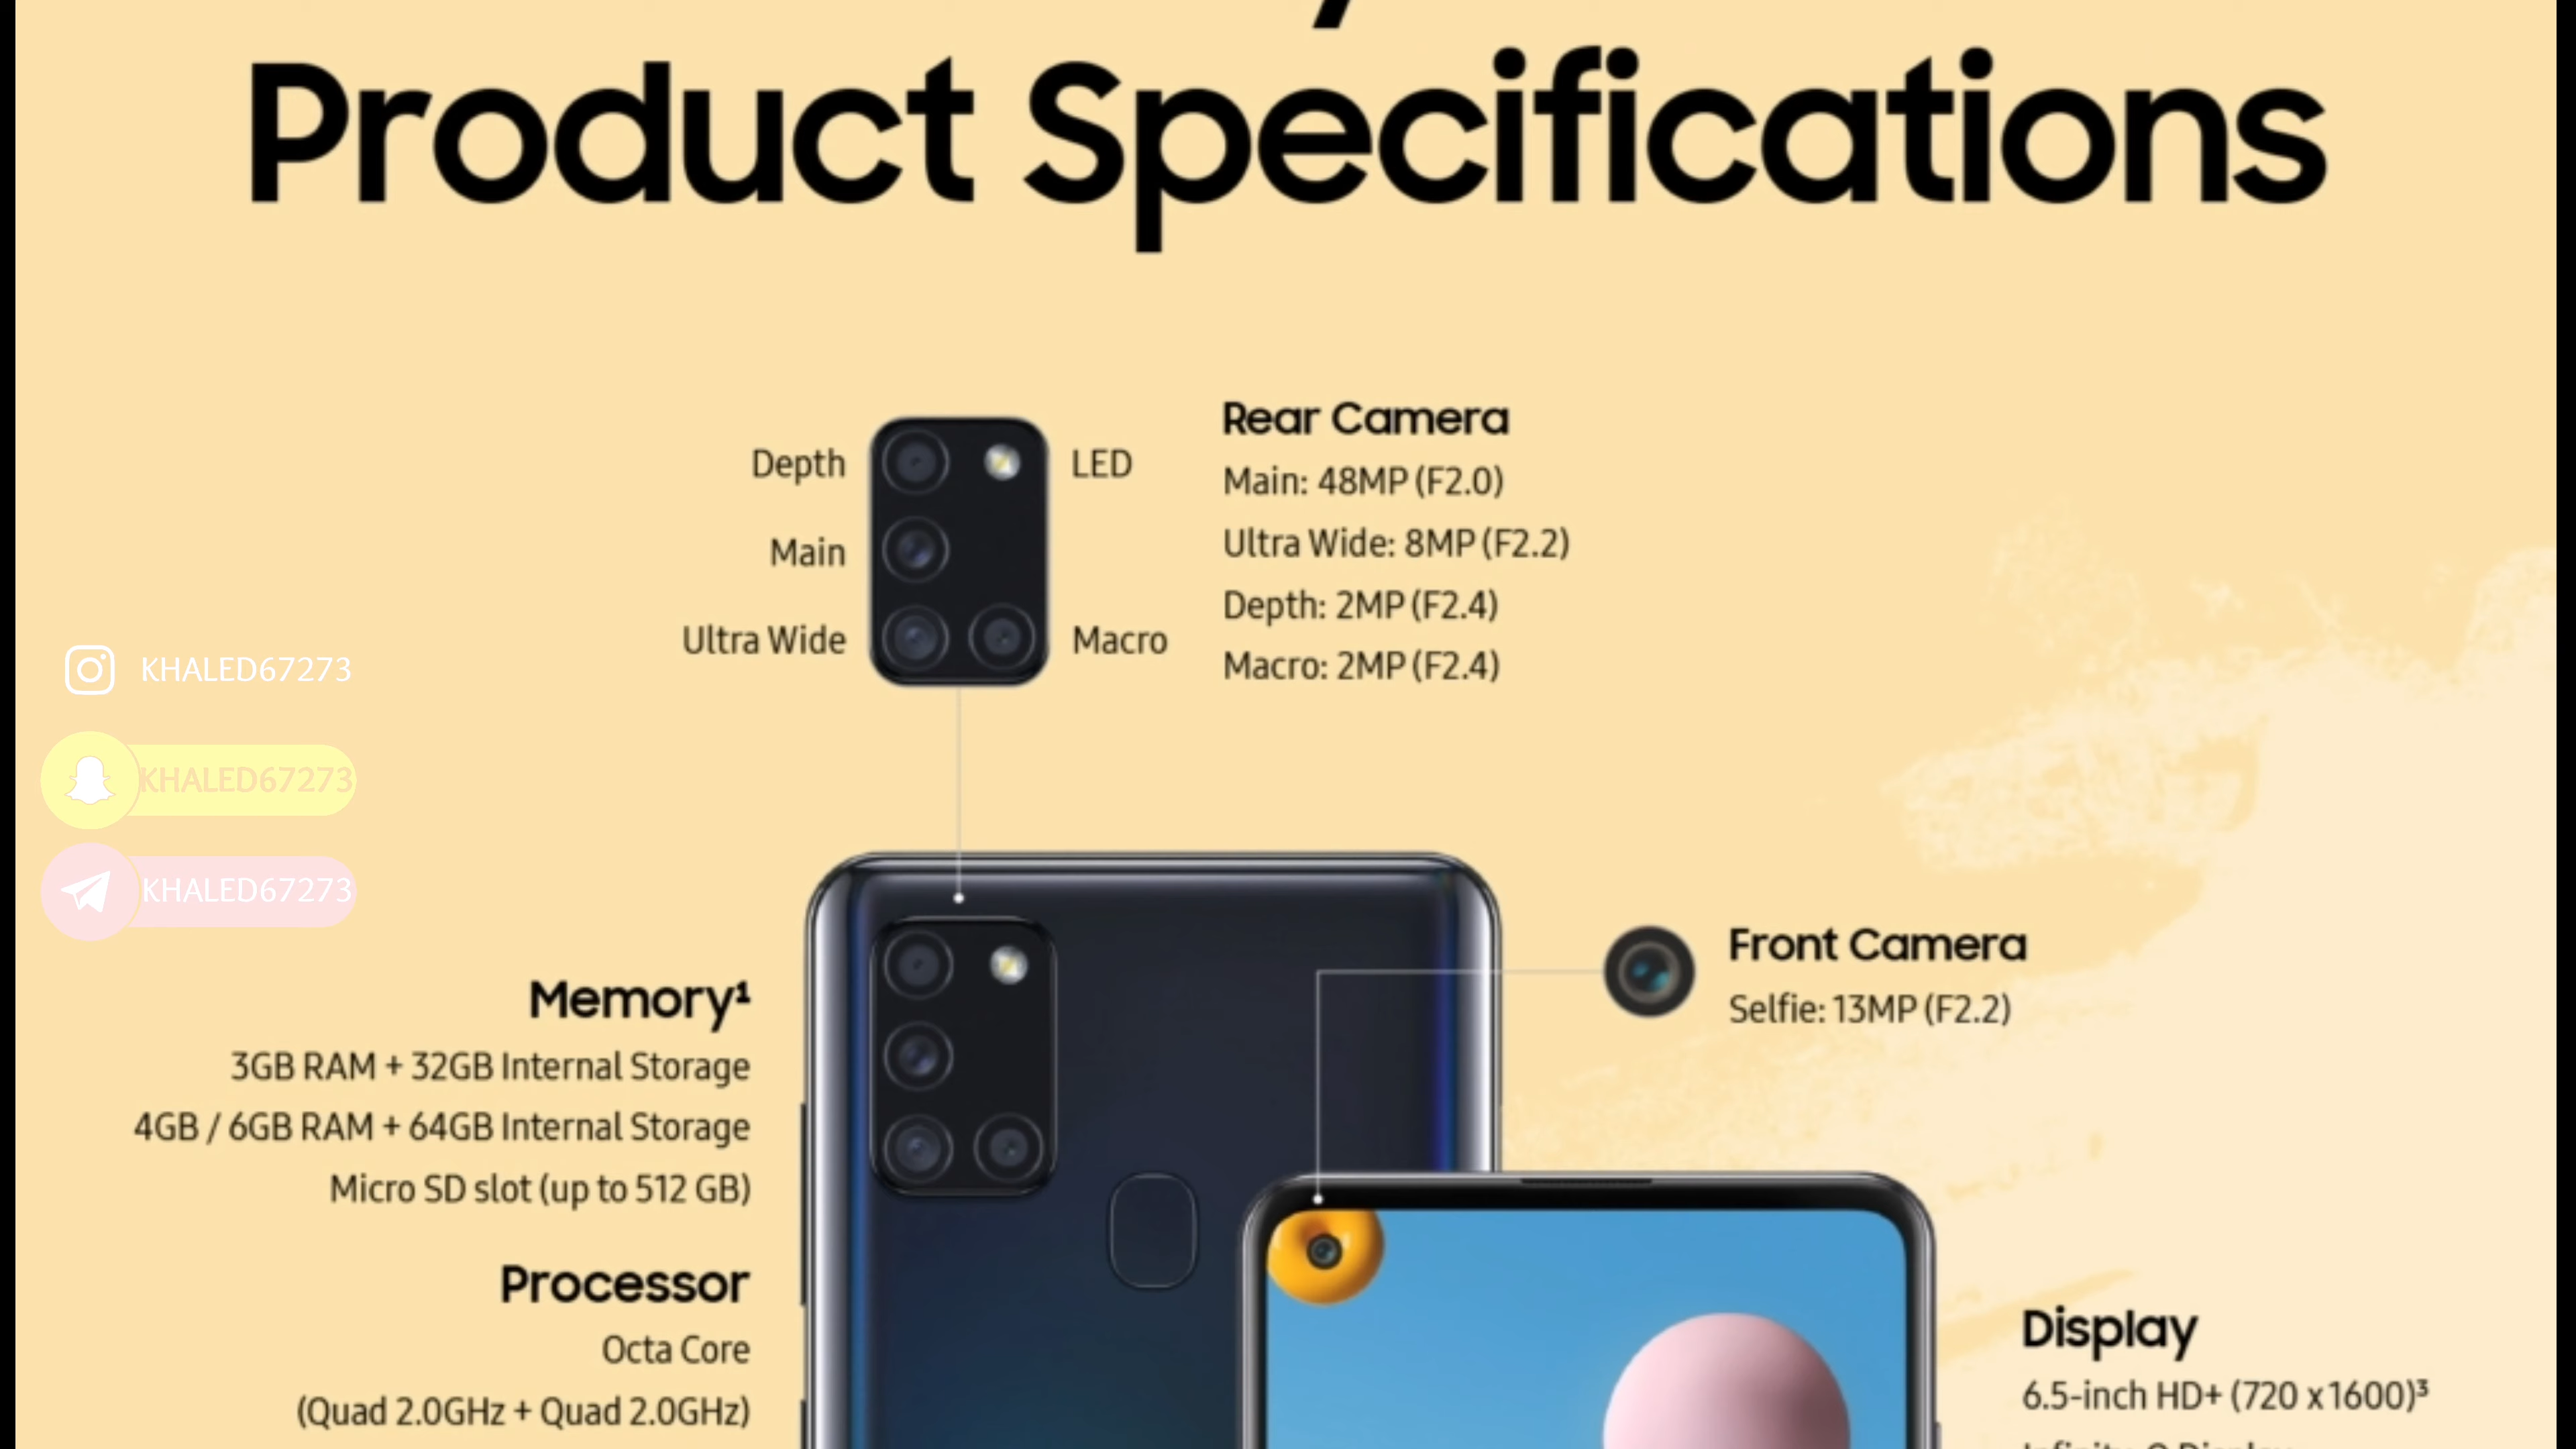 Product Specifications
Depth
LED
Main
Ultra Wide
Macro
Rear Camera
Main: 48MP (F2.0)
Ultra Wide: 8MP (F2.2)
Depth: 2MP (F2.4)
Macro: 2MP (F2.4)
KHALED67273
KHALED67273
KHALED67273
Front Camera
Selfie: 13MP (F2.2)
Memory¹
3GB RAM + 32GB Internal Storage
4GB / 6GB RAM + 64GB Internal Storage
Micro SD slot (up to 512 GB)
Processor
Octa Core
(Quad 2.0GHz + Quad 2.0GHz)
Display
6.5-inch HD+ (720 x 1600)³